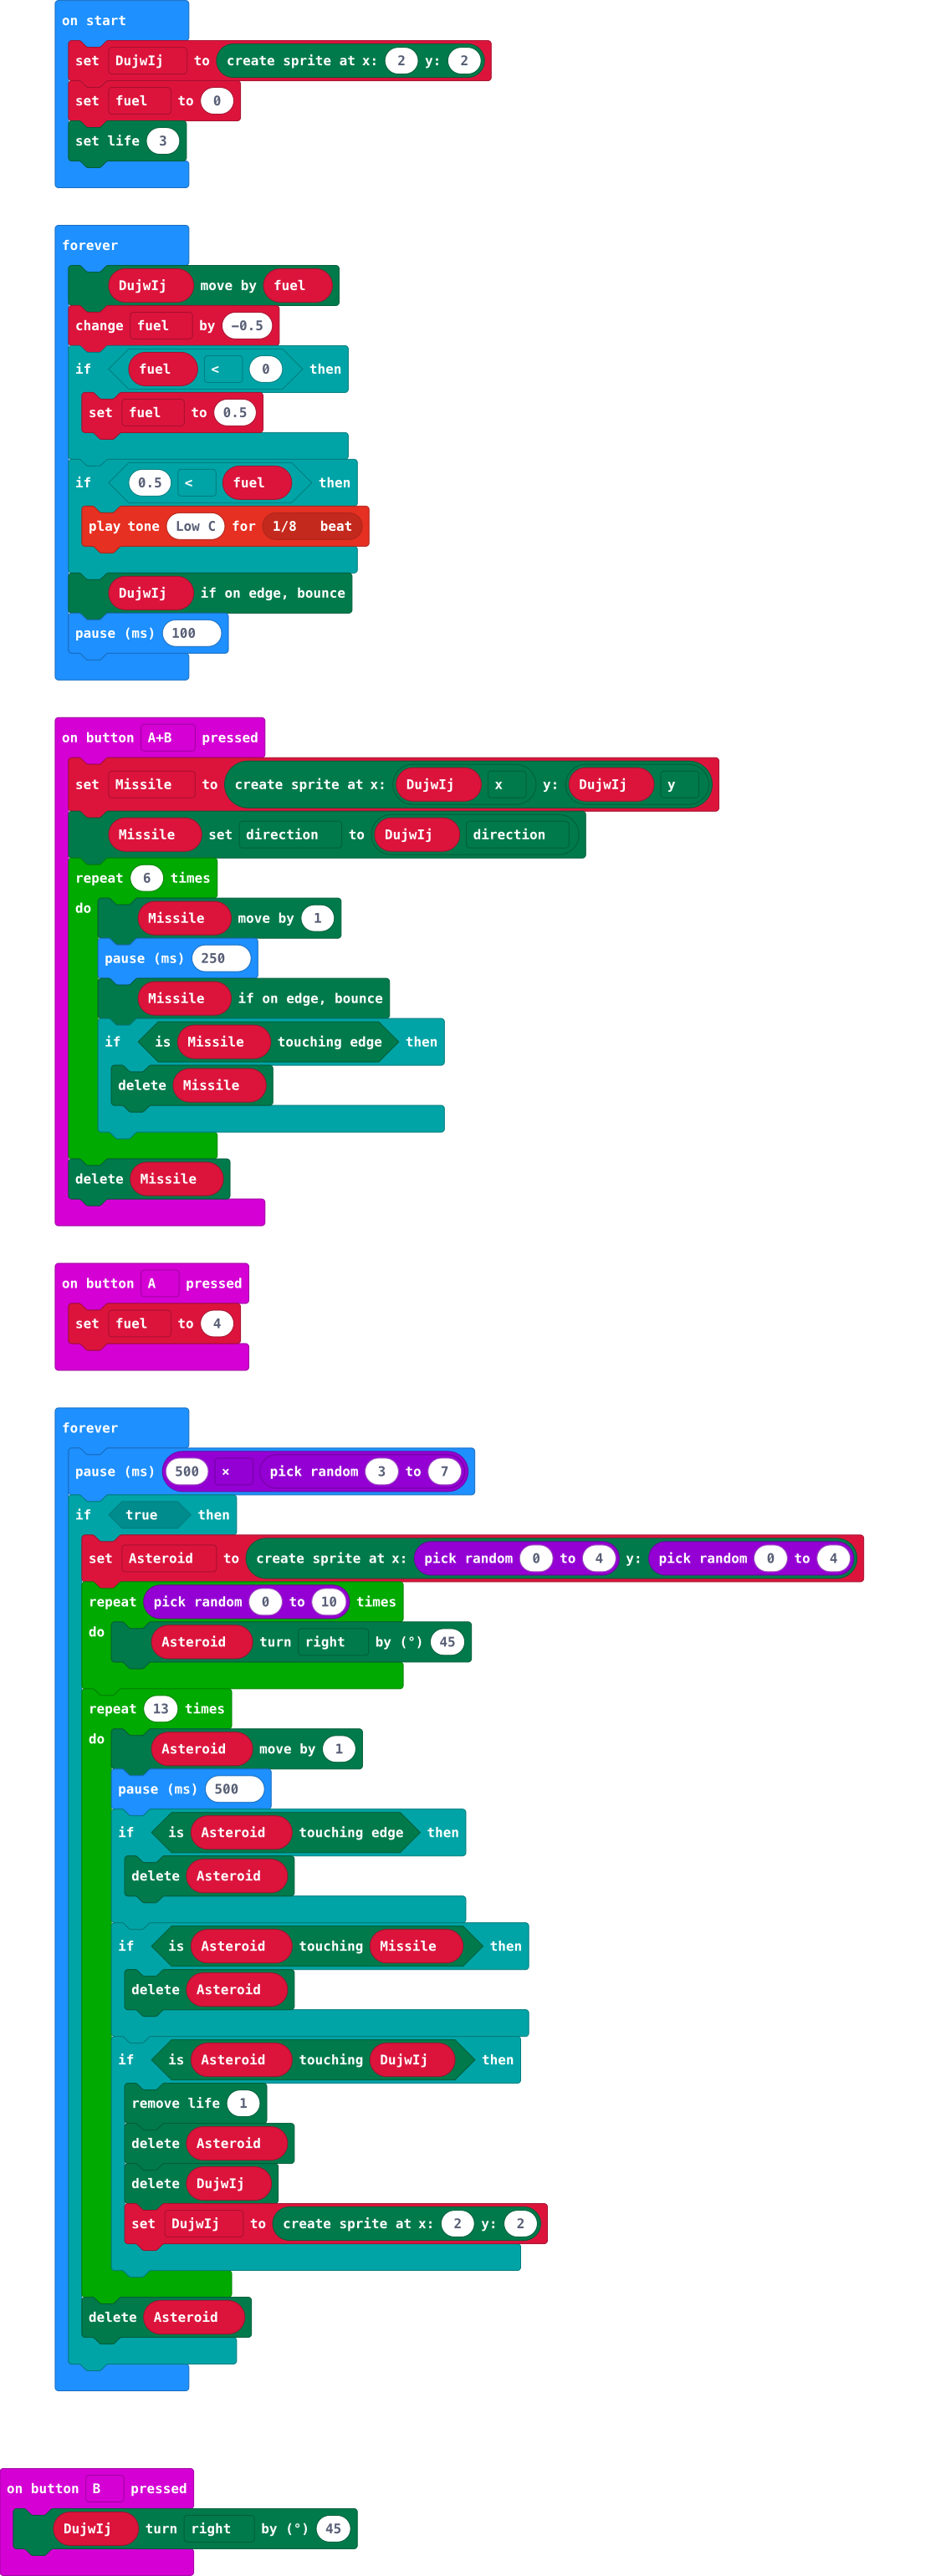 on start
set DujwIj to create sprite at x: 2 y: 2
set fuel to 0
set life 3
forever
DujwIj move by fuel
change fuel by −0.5
if fuel < 0 then
set fuel to 0.5
if 0.5 < fuel then
play tone Low C for 1/8 beat
DujwIj if on edge, bounce
pause (ms) 100
on button A+B pressed
set Missile to create sprite at x: DujwIj x y: DujwIj y
Missile set direction to DujwIj direction
repeat 6 times
do Missile move by 1
pause (ms) 250
Missile if on edge, bounce
if is Missile touching edge then
delete Missile
delete Missile
on button A pressed
set fuel to 4
forever
pause (ms) 500 × pick random 3 to 7
if true then
set Asteroid to create sprite at x: pick random 0 to 4 y: pick random 0 to 4
repeat pick random 0 to 10 times
do Asteroid turn right by (°) 45
repeat 13 times
do Asteroid move by 1
pause (ms) 500
if is Asteroid touching edge then
delete Asteroid
if is Asteroid touching Missile then
delete Asteroid
if is Asteroid touching DujwIj then
remove life 1
delete Asteroid
delete DujwIj
set DujwIj to create sprite at x: 2 y: 2
delete Asteroid
on button B pressed
DujwIj turn right by (°) 45